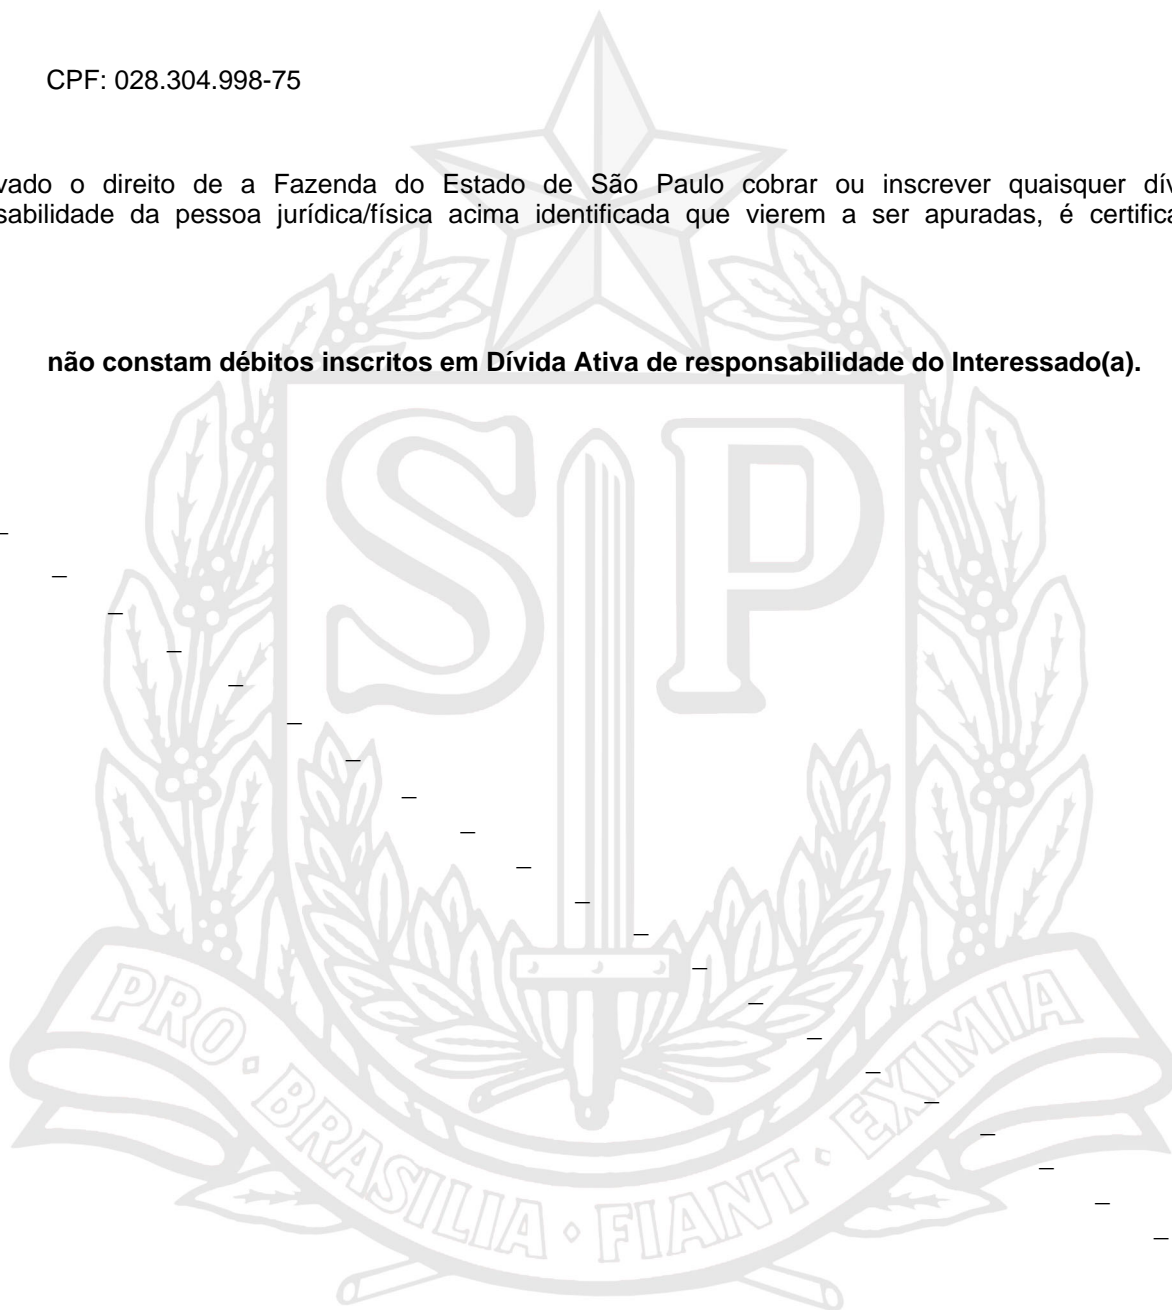 CPF: 028.304.998-75
vado o direito de a Fazenda do Estado de São Paulo cobrar ou inscrever quaisquer dív
sabilidade da pessoa jurídica/física acima identificada que vierem a ser apuradas, é certifica
não constam débitos inscritos em Dívida Ativa de responsabilidade do Interessado(a).
SP
PRO • BRASILIA • FIANT • EXIMIA